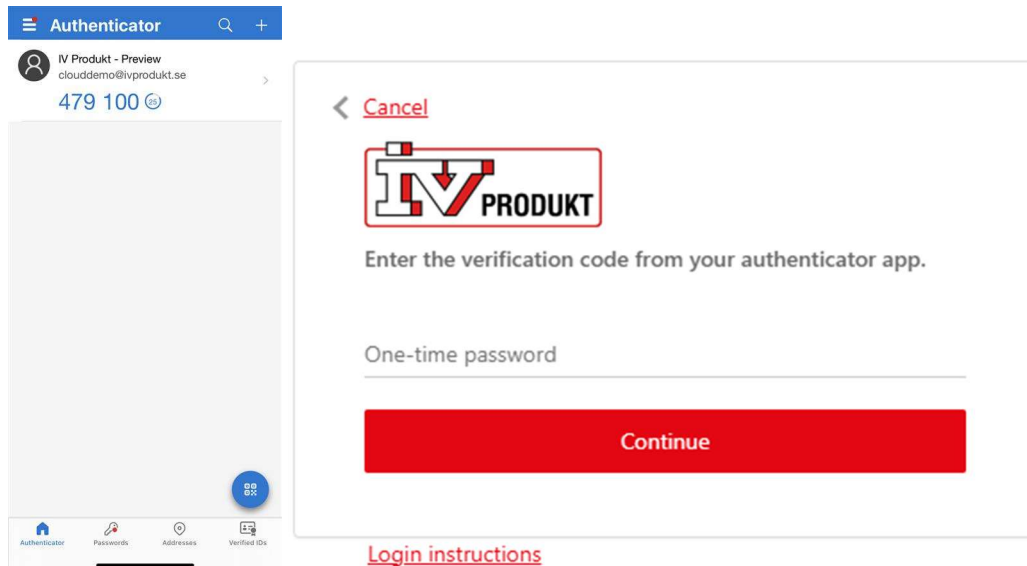 Authenticator
IV Produkt - Preview
clouddemo@ivprodukt.se
479 100 25
Authenticator
Passwords
Addresses
Verified IDs
Cancel
IV PRODUKT
Enter the verification code from your authenticator app.
One-time password
Continue
Login instructions